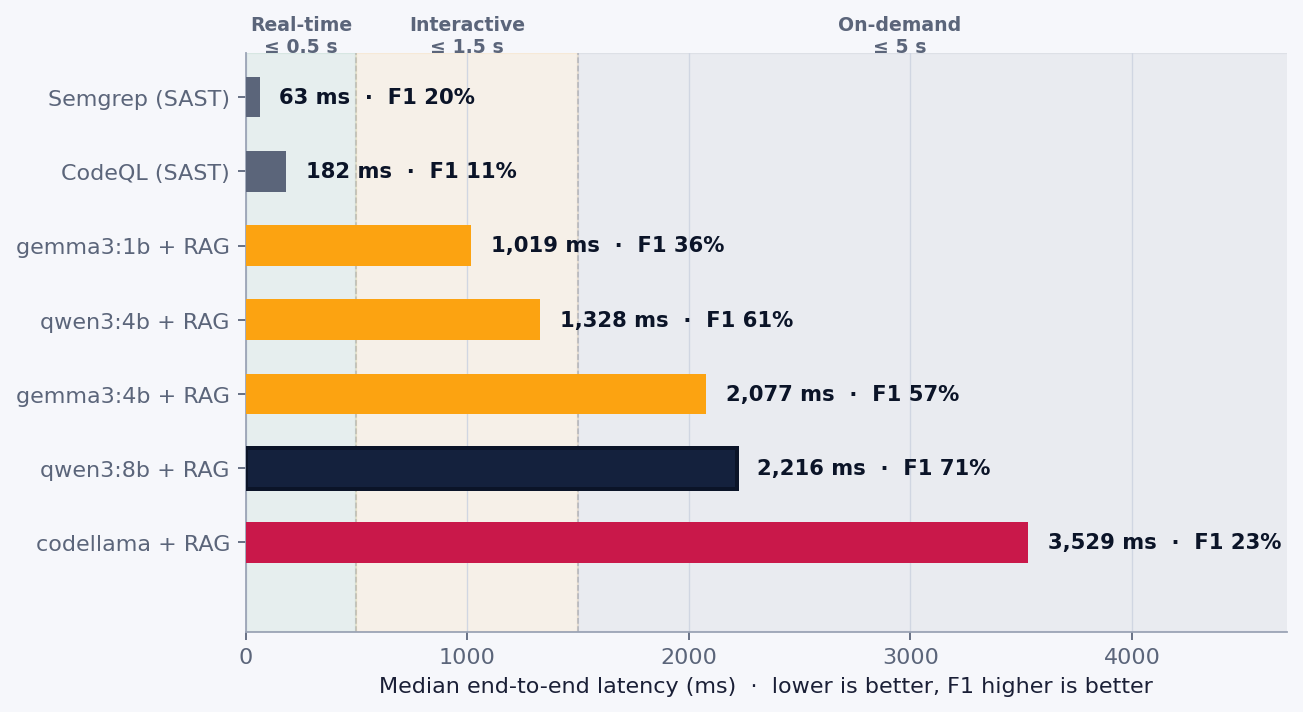 Real-time
≤ 0.5 s
Interactive
≤ 1.5 s
On-demand
≤ 5 s
Semgrep (SAST) 63 ms · F1 20%
CodeQL (SAST) 182 ms · F1 11%
gemma3:1b + RAG 1,019 ms · F1 36%
qwen3:4b + RAG 1,328 ms · F1 61%
gemma3:4b + RAG 2,077 ms · F1 57%
qwen3:8b + RAG 2,216 ms · F1 71%
codellama + RAG 3,529 ms · F1 23%
0 1000 2000 3000 4000
Median end-to-end latency (ms) · lower is better, F1 higher is better